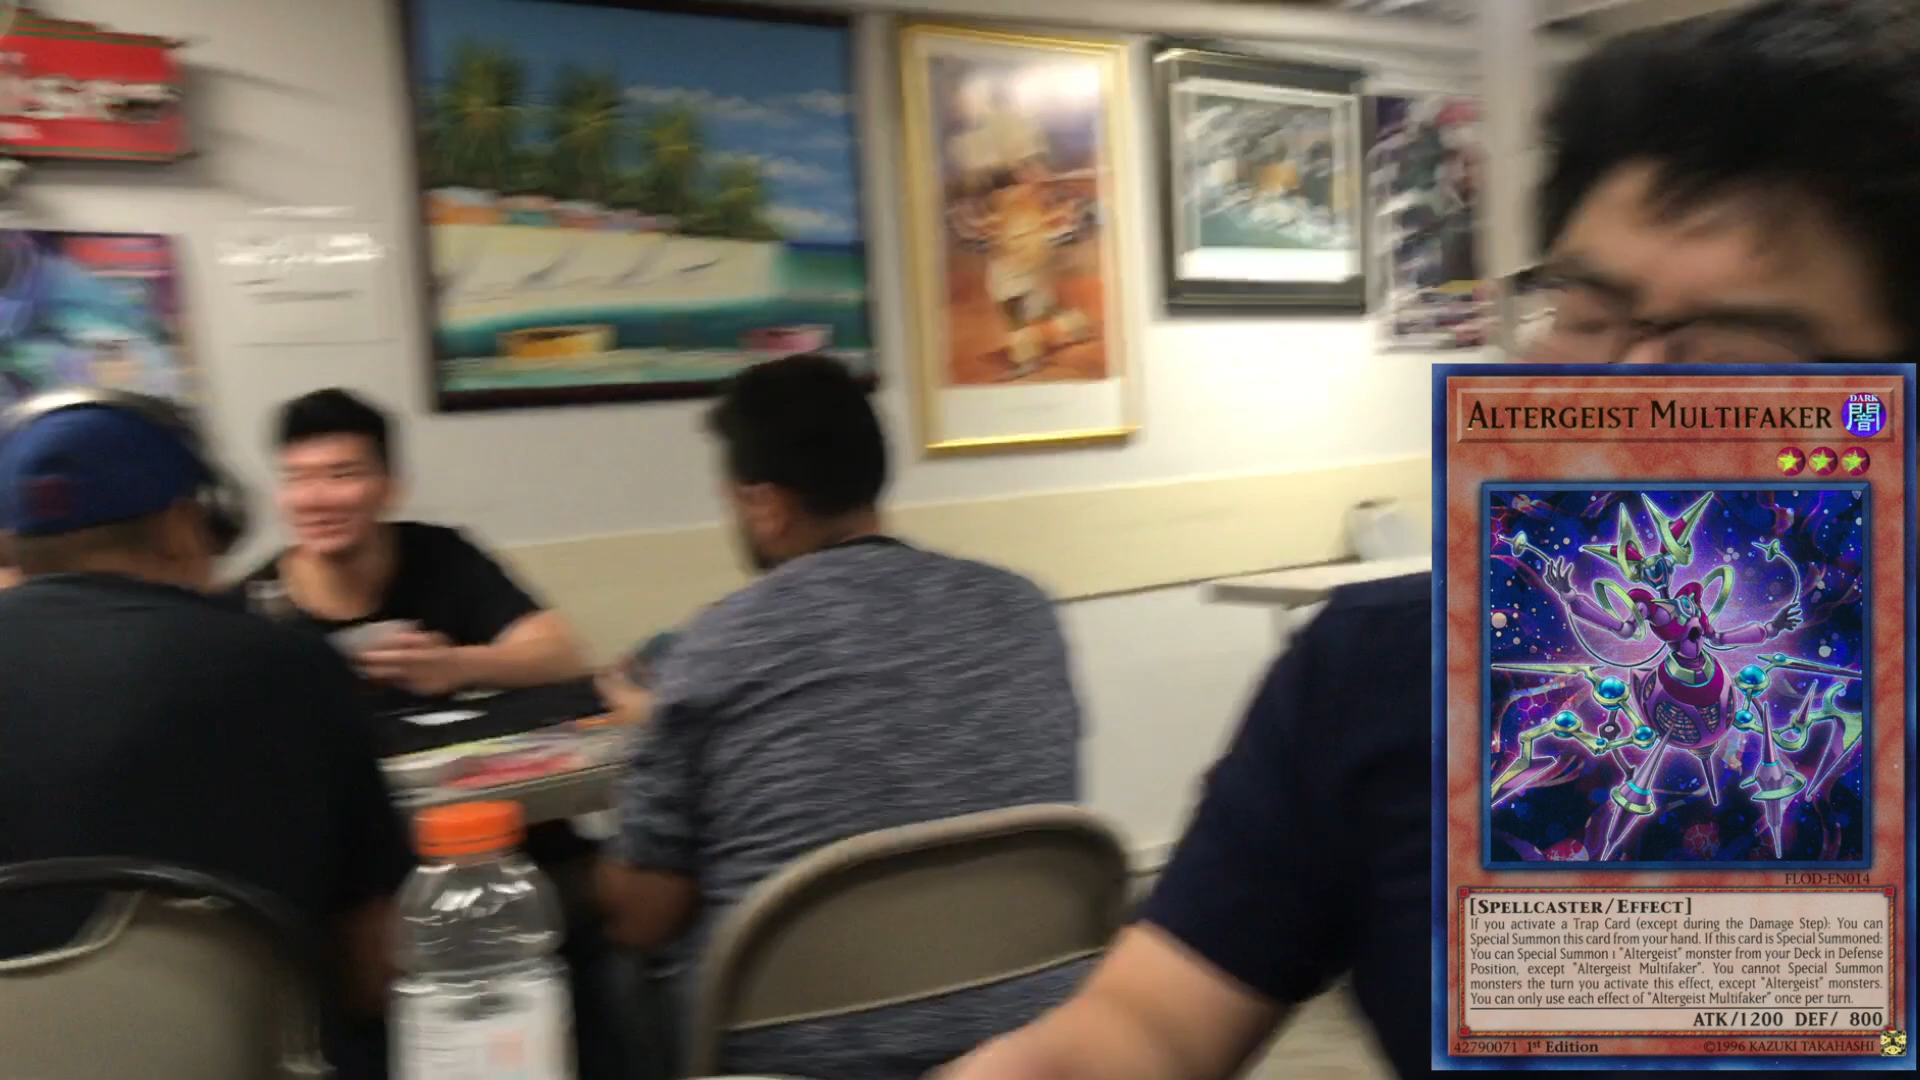 ALTERGEIST MULTIFAKER
DARK
闇
FLOD-EN014
[SPELLCASTER/EFFECT]
If you activate a Trap Card (except during the Damage Step): You can
Special Summon this card from your hand. If this card is Special Summoned:
You can Special Summon 1 "Altergeist" monster from your Deck in Defense
Position, except "Altergeist Multifaker". You cannot Special Summon
monsters the turn you activate this effect, except "Altergeist" monsters.
You can only use each effect of "Altergeist Multifaker" once per turn.
ATK/1200 DEF/ 800
42790071 1st Edition ©1996 KAZUKI TAKAHASHI